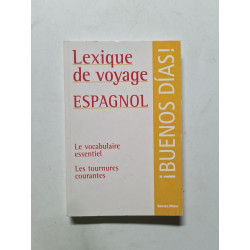 Lexique
de voyage
ESPAGNOL
Le vocabulaire
essentiel
Les tournures
courantes
¡BUENOS DÍAS!